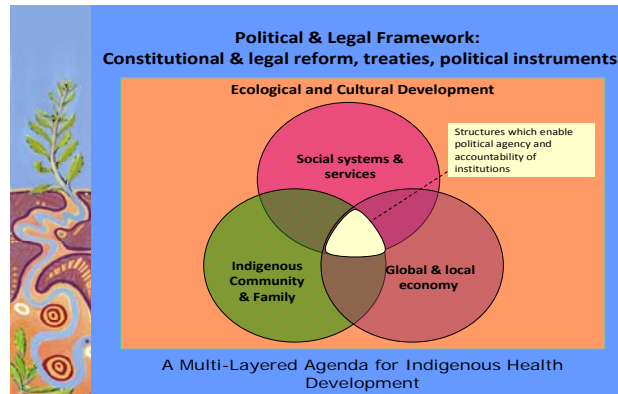 Political & Legal Framework:
Constitutional & legal reform, treaties, political instruments
Ecological and Cultural Development
Structures which enable
political agency and
accountability of
institutions
Social systems &
services
Indigenous
Community
& Family
Global & local
economy
A Multi-Layered Agenda for Indigenous Health
Development